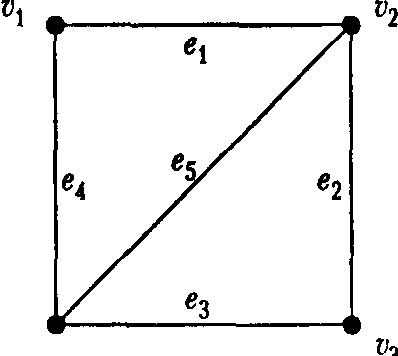 v₁ v₂
e₁
e₅
e₄ e₂
e₃